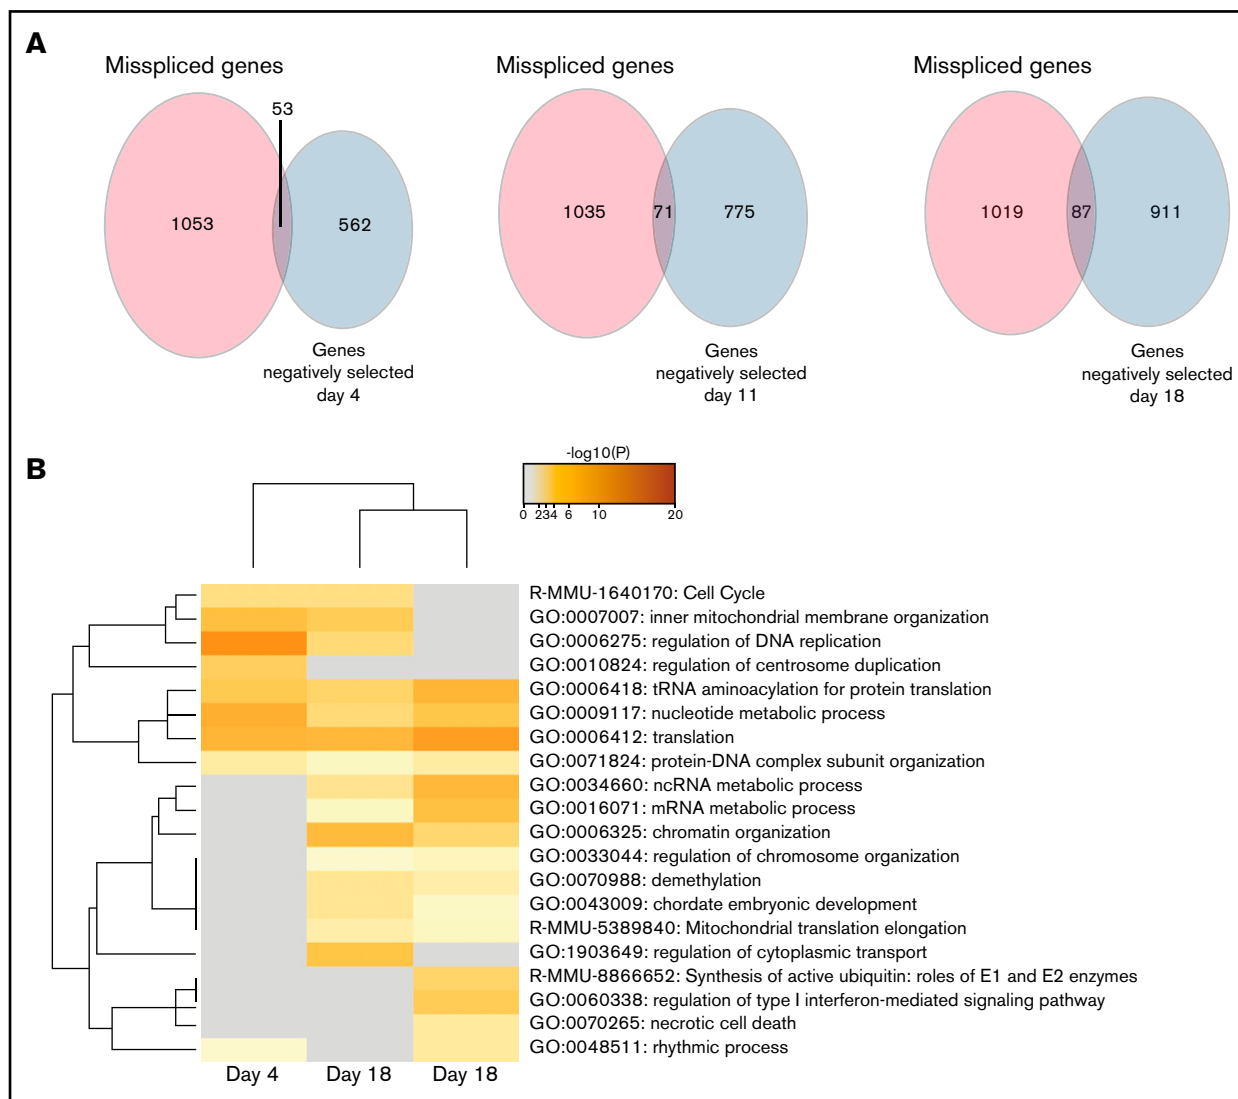 A
Misspliced genes
53
1053
562
Genes
negatively selected
day 4
Misspliced genes
1035
71
775
Genes
negatively selected
day 11
Misspliced genes
1019
87
911
Genes
negatively selected
day 18
B
-log10(P)
0 2 3 4 6 10 20
R-MMU-1640170: Cell Cycle
GO:0007007: inner mitochondrial membrane organization
GO:0006275: regulation of DNA replication
GO:0010824: regulation of centrosome duplication
GO:0006418: tRNA aminoacylation for protein translation
GO:0009117: nucleotide metabolic process
GO:0006412: translation
GO:0071824: protein-DNA complex subunit organization
GO:0034660: ncRNA metabolic process
GO:0016071: mRNA metabolic process
GO:0006325: chromatin organization
GO:0033044: regulation of chromosome organization
GO:0070988: demethylation
GO:0043009: chordate embryonic development
R-MMU-5389840: Mitochondrial translation elongation
GO:1903649: regulation of cytoplasmic transport
R-MMU-8866652: Synthesis of active ubiquitin: roles of E1 and E2 enzymes
GO:0060338: regulation of type I interferon-mediated signaling pathway
GO:0070265: necrotic cell death
GO:0048511: rhythmic process
Day 4 Day 18 Day 18